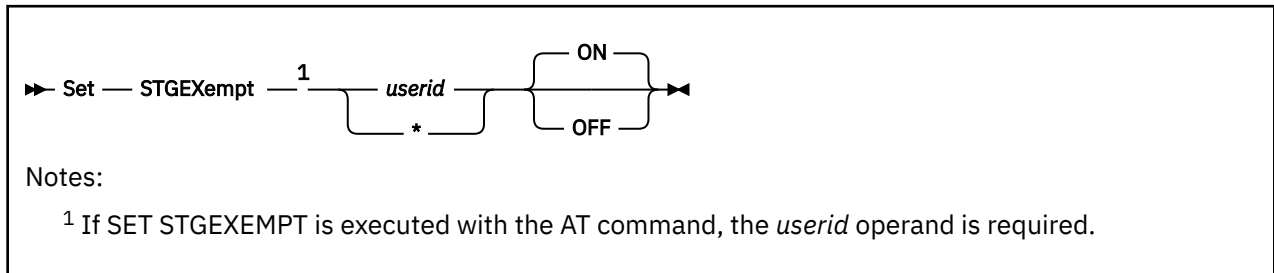 ON
Set STGEXempt 1 userid
* OFF
Notes:
1 If SET STGEXEMPT is executed with the AT command, the userid operand is required.